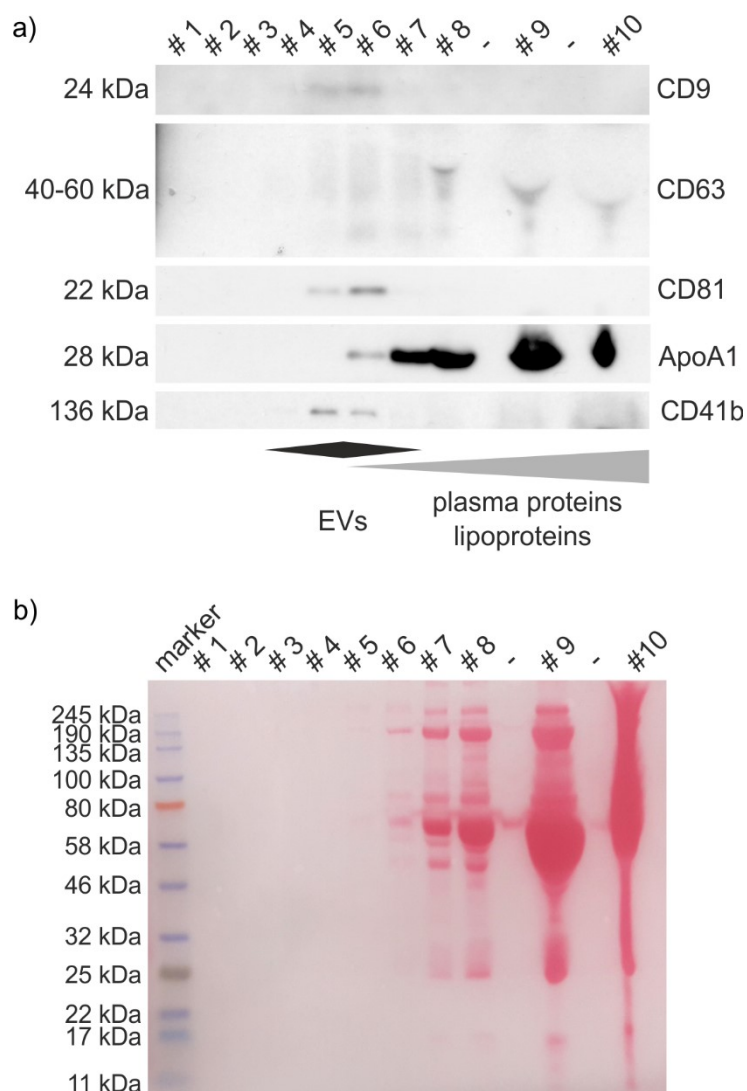 a)
#1 #2 #3 #4 #5 #6 #7 #8 - #9 - #10
24 kDa CD9
40-60 kDa CD63
22 kDa CD81
28 kDa ApoA1
136 kDa CD41b
EVs
plasma proteins
lipoproteins
b)
marker #1 #2 #3 #4 #5 #6 #7 #8 - #9 - #10
245 kDa
190 kDa
135 kDa
100 kDa
80 kDa
58 kDa
46 kDa
32 kDa
25 kDa
22 kDa
17 kDa
11 kDa